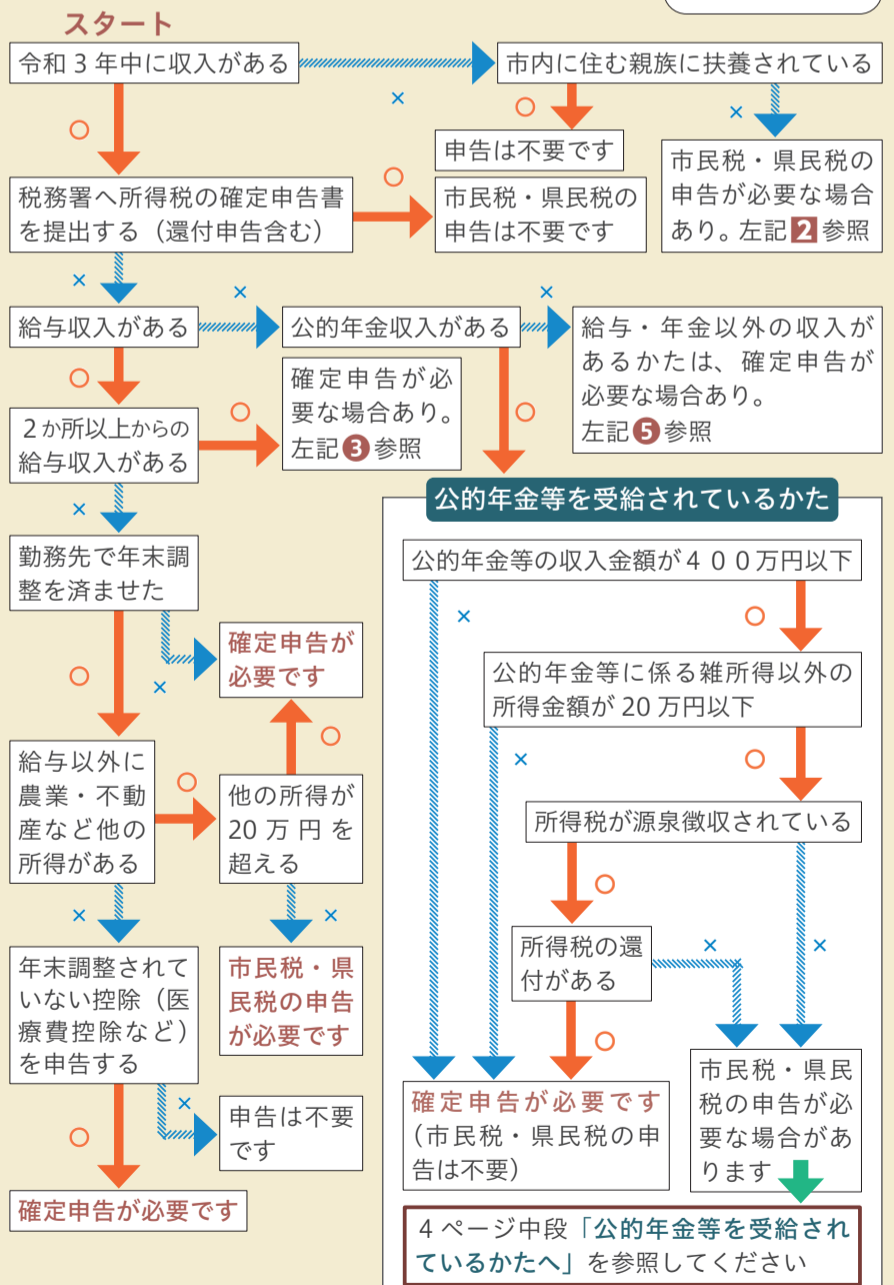 スタート
令和3年中に収入がある
×
市内に住む親族に扶養されている
○
○
申告は不要です
×
市民税・県民税の
申告が必要な場合
あり。左記2参照
税務署へ所得税の確定申告書
を提出する（還付申告含む）
○
市民税・県民税の
申告は不要です
×
給与収入がある
×
公的年金収入がある
×
給与・年金以外の収入が
あるかたは、確定申告が
必要な場合あり。
左記5参照
○
2か所以上からの
給与収入がある
○
確定申告が必
要な場合あり。
左記3参照
○
×
勤務先で年末調
整を済ませた
×
確定申告が
必要です
○
給与以外に
農業・不動
産など他の
所得がある
○
他の所得が
20万円を
超える
○
×
市民税・県
民税の申告
が必要です
×
年末調整されて
いない控除（医
療費控除など）
を申告する
×
申告は不要
です
○
確定申告が必要です
公的年金等を受給されているかた
公的年金等の収入金額が400万円以下
×
○
公的年金等に係る雑所得以外の
所得金額が20万円以下
×
○
所得税が源泉徴収されている
○
×
所得税の還
付がある
×
○
確定申告が必要です
（市民税・県民税の申
告は不要）
市民税・県民
税の申告が必
要な場合があ
ります
4ページ中段「公的年金等を受給され
ているかたへ」を参照してください